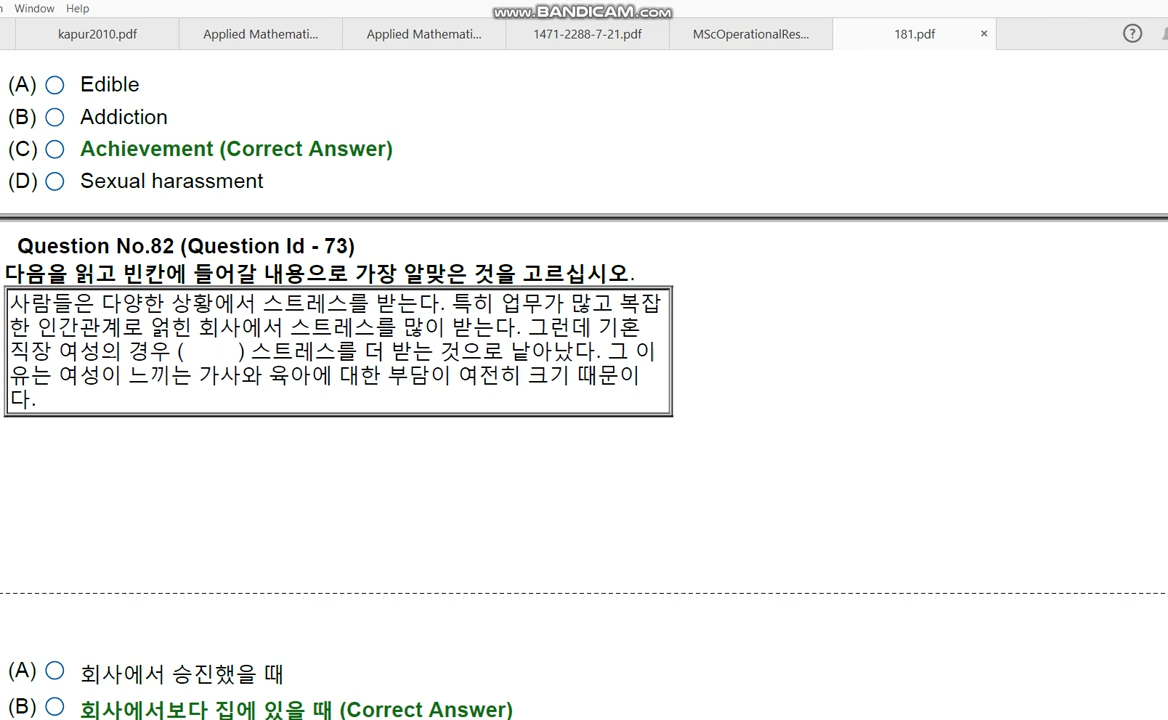 Window Help
www.BANDICAM.com
kapur2010.pdf Applied Mathemati... Applied Mathemati... 1471-2288-7-21.pdf MScOperationalRes... 181.pdf × ?
(A) Edible
(B) Addiction
(C) Achievement (Correct Answer)
(D) Sexual harassment
Question No.82 (Question Id - 73)
다음을 읽고 빈칸에 들어갈 내용으로 가장 알맞은 것을 고르십시오.
사람들은 다양한 상황에서 스트레스를 받는다. 특히 업무가 많고 복잡
한 인간관계로 얽힌 회사에서 스트레스를 많이 받는다. 그런데 기혼
직장 여성의 경우 ( ) 스트레스를 더 받는 것으로 낱아났다. 그 이
유는 여성이 느끼는 가사와 육아에 대한 부담이 여전히 크기 때문이
다.
(A) 회사에서 승진했을 때
(B) 회사에서보다 집에 있을 때 (Correct Answer)